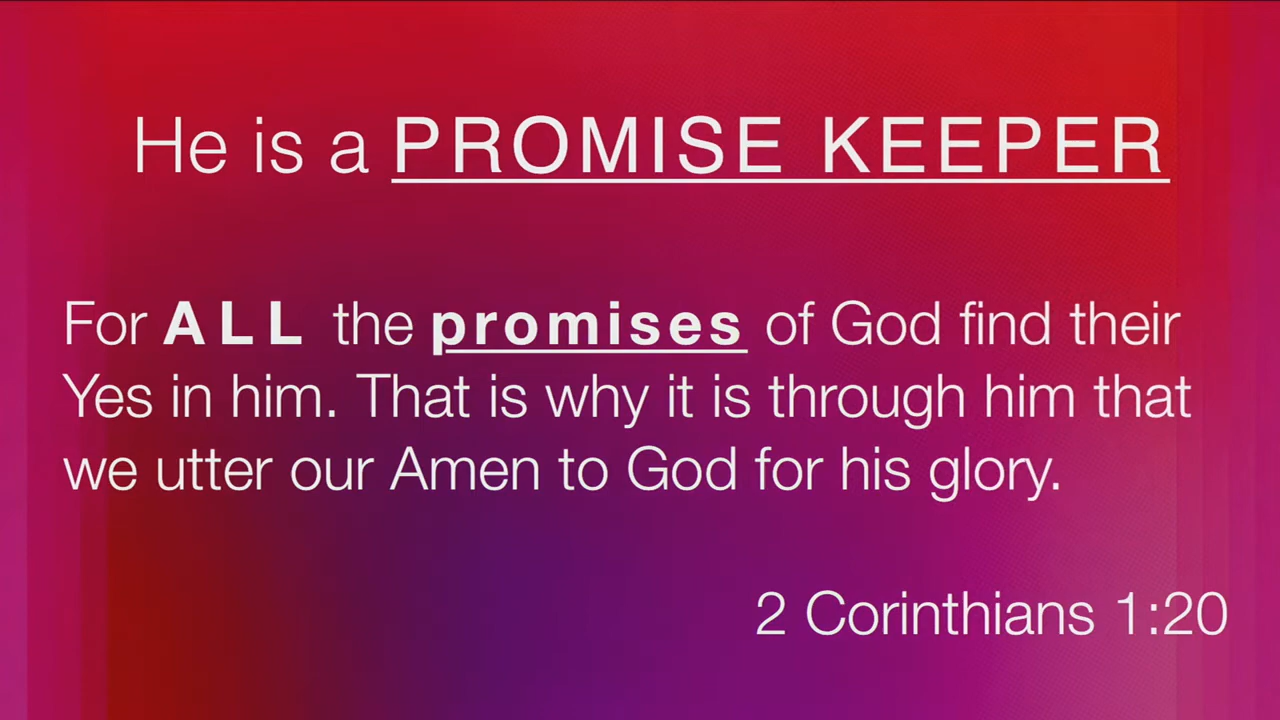 He is a PROMISE KEEPER
For ALL the promises of God find their
Yes in him. That is why it is through him that
we utter our Amen to God for his glory.
2 Corinthians 1:20